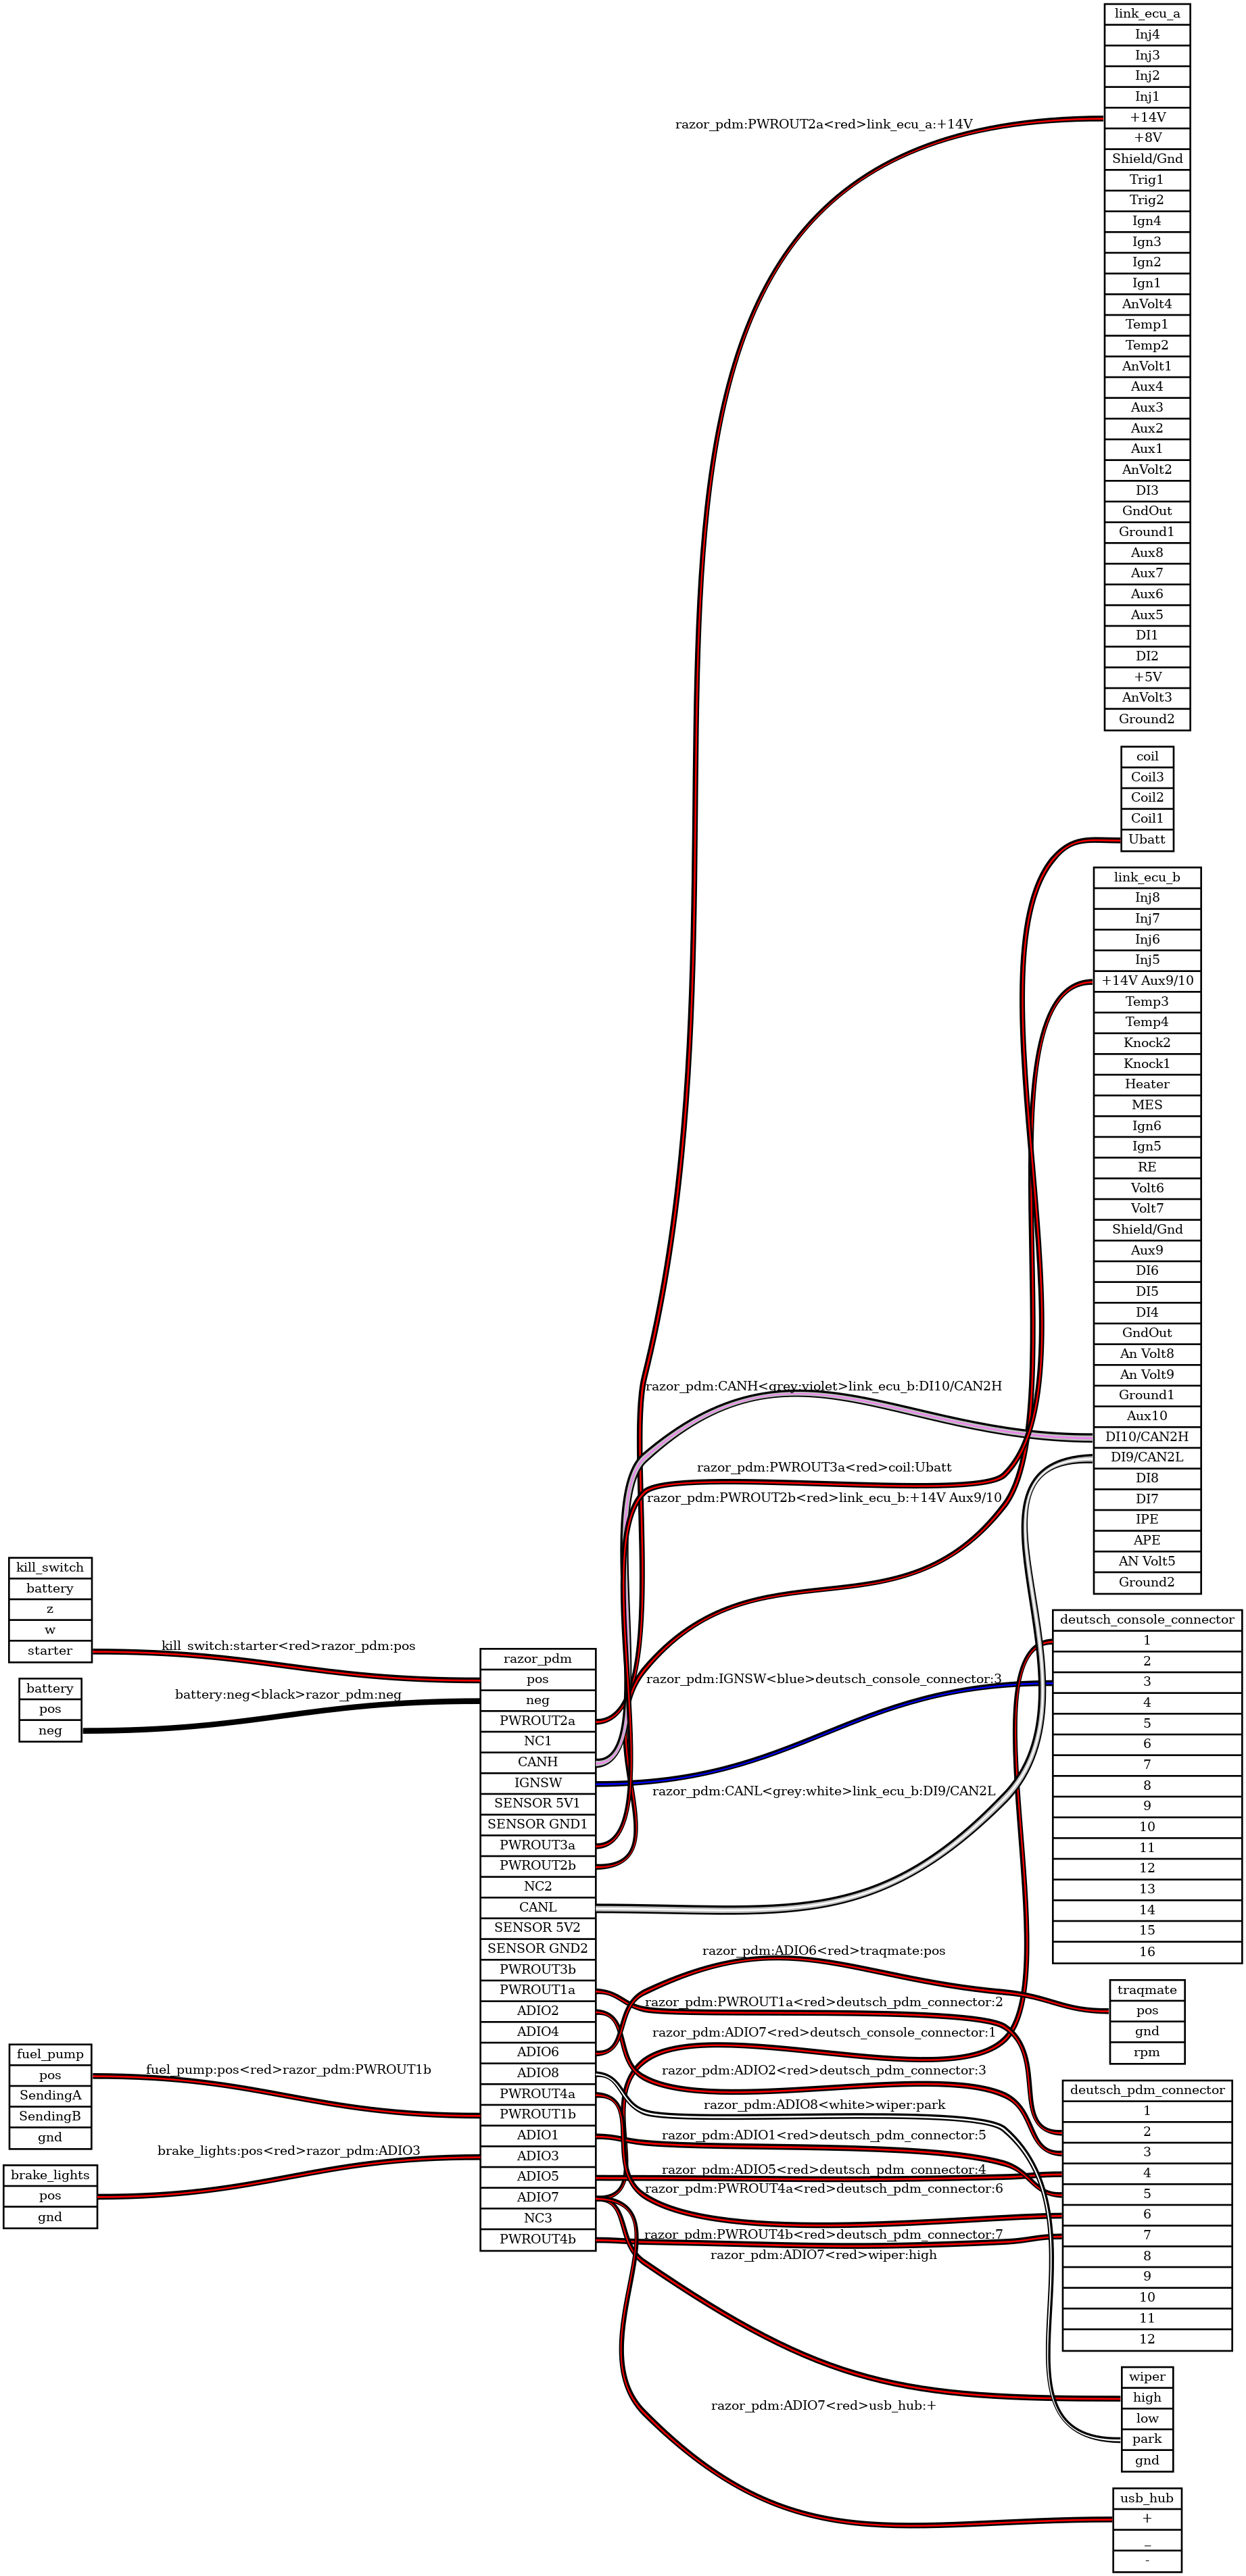 link_ecu_a
Inj4
Inj3
Inj2
Inj1
+14V
+8V
Shield/Gnd
Trig1
Trig2
Ign4
Ign3
Ign2
Ign1
AnVolt4
Temp1
Temp2
AnVolt1
Aux4
Aux3
Aux2
Aux1
AnVolt2
DI3
GndOut
Ground1
Aux8
Aux7
Aux6
Aux5
DI1
DI2
+5V
AnVolt3
Ground2
razor_pdm:PWROUT2a<red>link_ecu_a:+14V
coil
Coil3
Coil2
Coil1
Ubatt
link_ecu_b
Inj8
Inj7
Inj6
Inj5
+14V Aux9/10
Temp3
Temp4
Knock2
Knock1
Heater
MES
Ign6
Ign5
RE
Volt6
Volt7
Shield/Gnd
Aux9
DI6
DI5
DI4
GndOut
An Volt8
An Volt9
Ground1
Aux10
DI10/CAN2H
DI9/CAN2L
DI8
DI7
IPE
APE
AN Volt5
Ground2
razor_pdm:CANH<grey:violet>link_ecu_b:DI10/CAN2H
razor_pdm:PWROUT3a<red>coil:Ubatt
razor_pdm:PWROUT2b<red>link_ecu_b:+14V Aux9/10
kill_switch
battery
z
w
starter
kill_switch:starter<red>razor_pdm:pos
battery
pos
neg
battery:neg<black>razor_pdm:neg
razor_pdm
pos
neg
PWROUT2a
NC1
CANH
IGNSW
SENSOR 5V1
SENSOR GND1
PWROUT3a
PWROUT2b
NC2
CANL
SENSOR 5V2
SENSOR GND2
PWROUT3b
PWROUT1a
ADIO2
ADIO4
ADIO6
ADIO8
PWROUT4a
PWROUT1b
ADIO1
ADIO3
ADIO5
ADIO7
NC3
PWROUT4b
razor_pdm:IGNSW<blue>deutsch_console_connector:3
razor_pdm:CANL<grey:white>link_ecu_b:DI9/CAN2L
deutsch_console_connector
1
2
3
4
5
6
7
8
9
10
11
12
13
14
15
16
razor_pdm:ADIO6<red>traqmate:pos
razor_pdm:PWROUT1a<red>deutsch_pdm_connector:2
razor_pdm:ADIO7<red>deutsch_console_connector:1
razor_pdm:ADIO2<red>deutsch_pdm_connector:3
razor_pdm:ADIO8<white>wiper:park
razor_pdm:ADIO1<red>deutsch_pdm_connector:5
razor_pdm:ADIO5<red>deutsch_pdm_connector:4
razor_pdm:PWROUT4a<red>deutsch_pdm_connector:6
razor_pdm:PWROUT4b<red>deutsch_pdm_connector:7
razor_pdm:ADIO7<red>wiper:high
razor_pdm:ADIO7<red>usb_hub:+
traqmate
pos
gnd
rpm
fuel_pump
pos
SendingA
SendingB
gnd
fuel_pump:pos<red>razor_pdm:PWROUT1b
brake_lights
pos
gnd
brake_lights:pos<red>razor_pdm:ADIO3
deutsch_pdm_connector
1
2
3
4
5
6
7
8
9
10
11
12
wiper
high
low
park
gnd
usb_hub
+
_
-